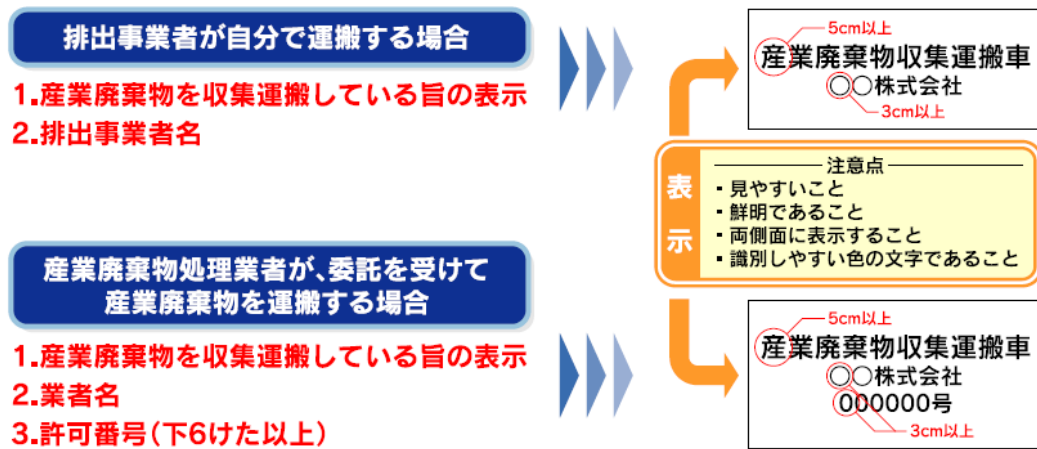 排出事業者が自分で運搬する場合
1.産業廃棄物を収集運搬している旨の表示
2.排出事業者名
5cm以上
産業廃棄物収集運搬車
○○株式会社
3cm以上
表示
注意点
・見やすいこと
・鮮明であること
・両側面に表示すること
・識別しやすい色の文字であること
産業廃棄物処理業者が、委託を受けて
産業廃棄物を運搬する場合
1.産業廃棄物を収集運搬している旨の表示
2.業者名
3.許可番号(下6けた以上)
5cm以上
産業廃棄物収集運搬車
○○株式会社
000000号
3cm以上